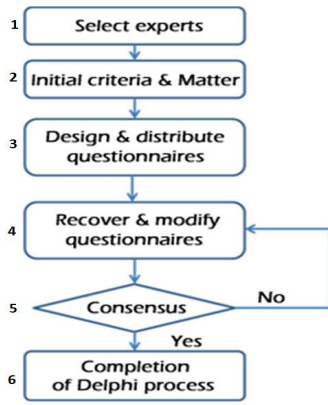 1 Select experts
2 Initial criteria & Matter
3 Design & distribute
questionnaires
4 Recover & modify
questionnaires
5 Consensus No
Yes
6 Completion
of Delphi process